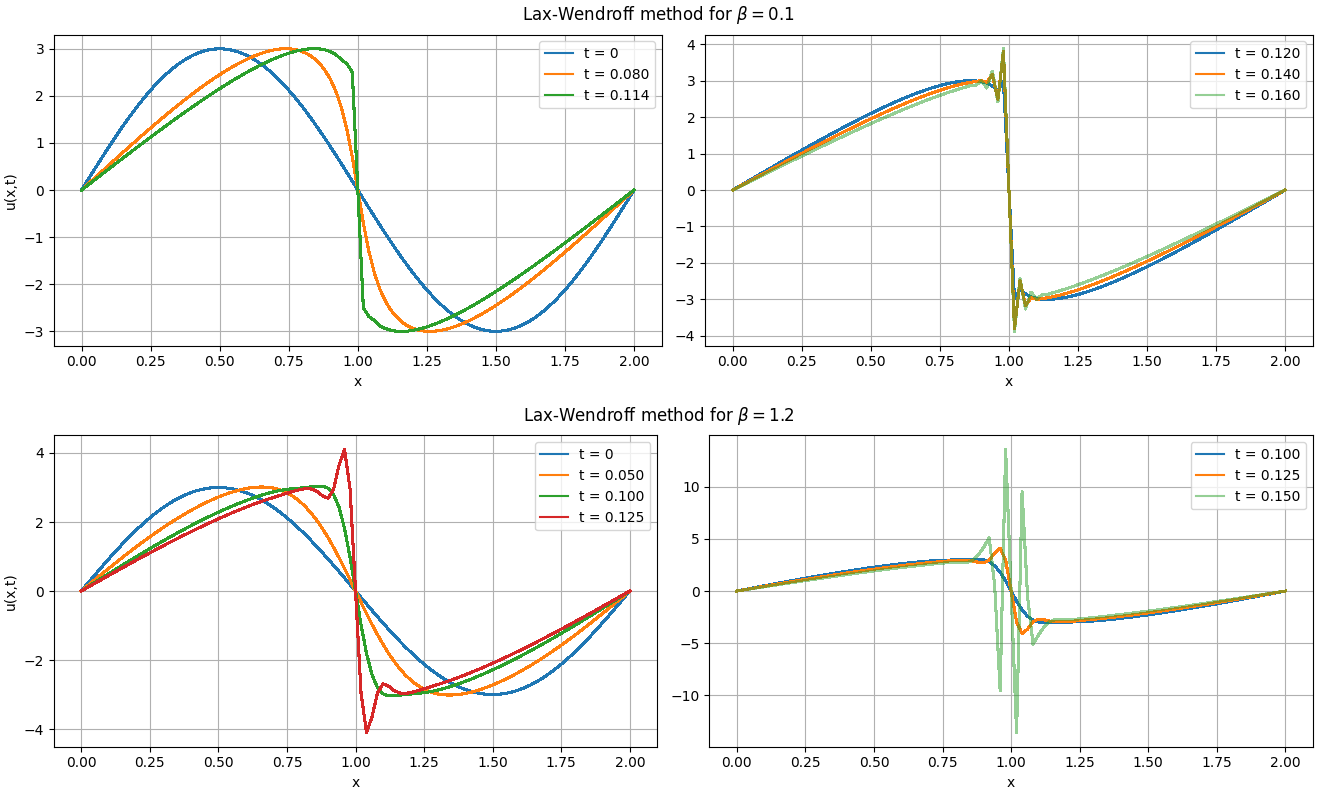 Lax-Wendroff method for β = 0.1
u(x,t)
3
2
1
0
−1
−2
−3
0.00 0.25 0.50 0.75 1.00 1.25 1.50 1.75 2.00
x
t = 0
t = 0.080
t = 0.114
4
3
2
1
0
−1
−2
−3
−4
0.00 0.25 0.50 0.75 1.00 1.25 1.50 1.75 2.00
x
t = 0.120
t = 0.140
t = 0.160
Lax-Wendroff method for β = 1.2
u(x,t)
4
2
0
−2
−4
0.00 0.25 0.50 0.75 1.00 1.25 1.50 1.75 2.00
x
t = 0
t = 0.050
t = 0.100
t = 0.125
10
5
0
−5
−10
0.00 0.25 0.50 0.75 1.00 1.25 1.50 1.75 2.00
x
t = 0.100
t = 0.125
t = 0.150